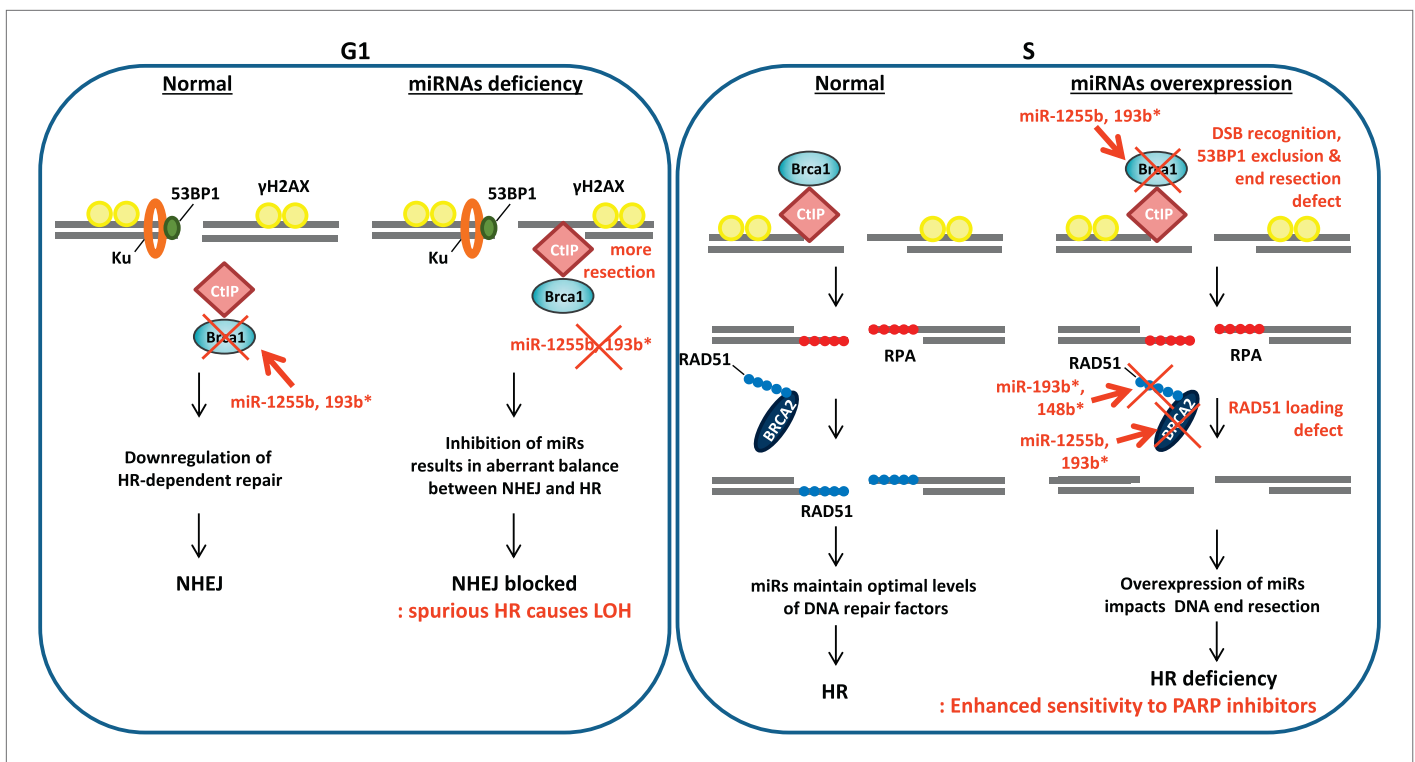 G1
Normal
miRNAs deficiency
53BP1
γH2AX
Ku
CtIP
Brca1
miR-1255b, 193b*
Downregulation of
HR-dependent repair
NHEJ
53BP1
γH2AX
Ku
CtIP
more
resection
Brca1
miR-1255b, 193b*
Inhibition of miRs
results in aberrant balance
between NHEJ and HR
NHEJ blocked
: spurious HR causes LOH
S
Normal
miRNAs overexpression
Brca1
CtIP
RPA
RAD51
BRCA2
RAD51
miRs maintain optimal levels
of DNA repair factors
HR
miR-1255b, 193b*
Brca1
CtIP
DSB recognition,
53BP1 exclusion &
end resection
defect
RPA
RAD51
miR-193b*,
148b*
BRCA2
miR-1255b,
193b*
RAD51 loading
defect
Overexpression of miRs
impacts DNA end resection
HR deficiency
: Enhanced sensitivity to PARP inhibitors